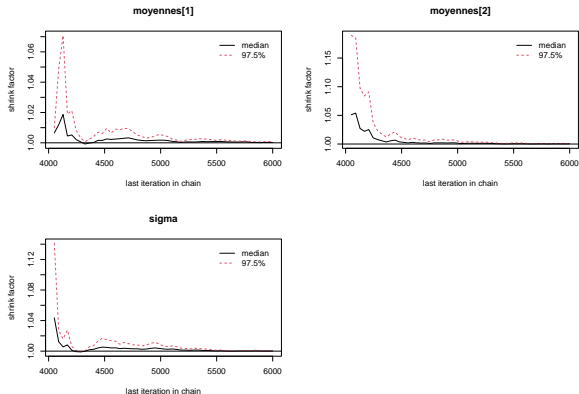 moyennes[1]
shrink factor
1.00 1.02 1.04 1.06
median
97.5%
4000 4500 5000 5500 6000
last iteration in chain
moyennes[2]
shrink factor
1.00 1.05 1.10 1.15
median
97.5%
4000 4500 5000 5500 6000
last iteration in chain
sigma
shrink factor
1.00 1.04 1.08 1.12
median
97.5%
4000 4500 5000 5500 6000
last iteration in chain